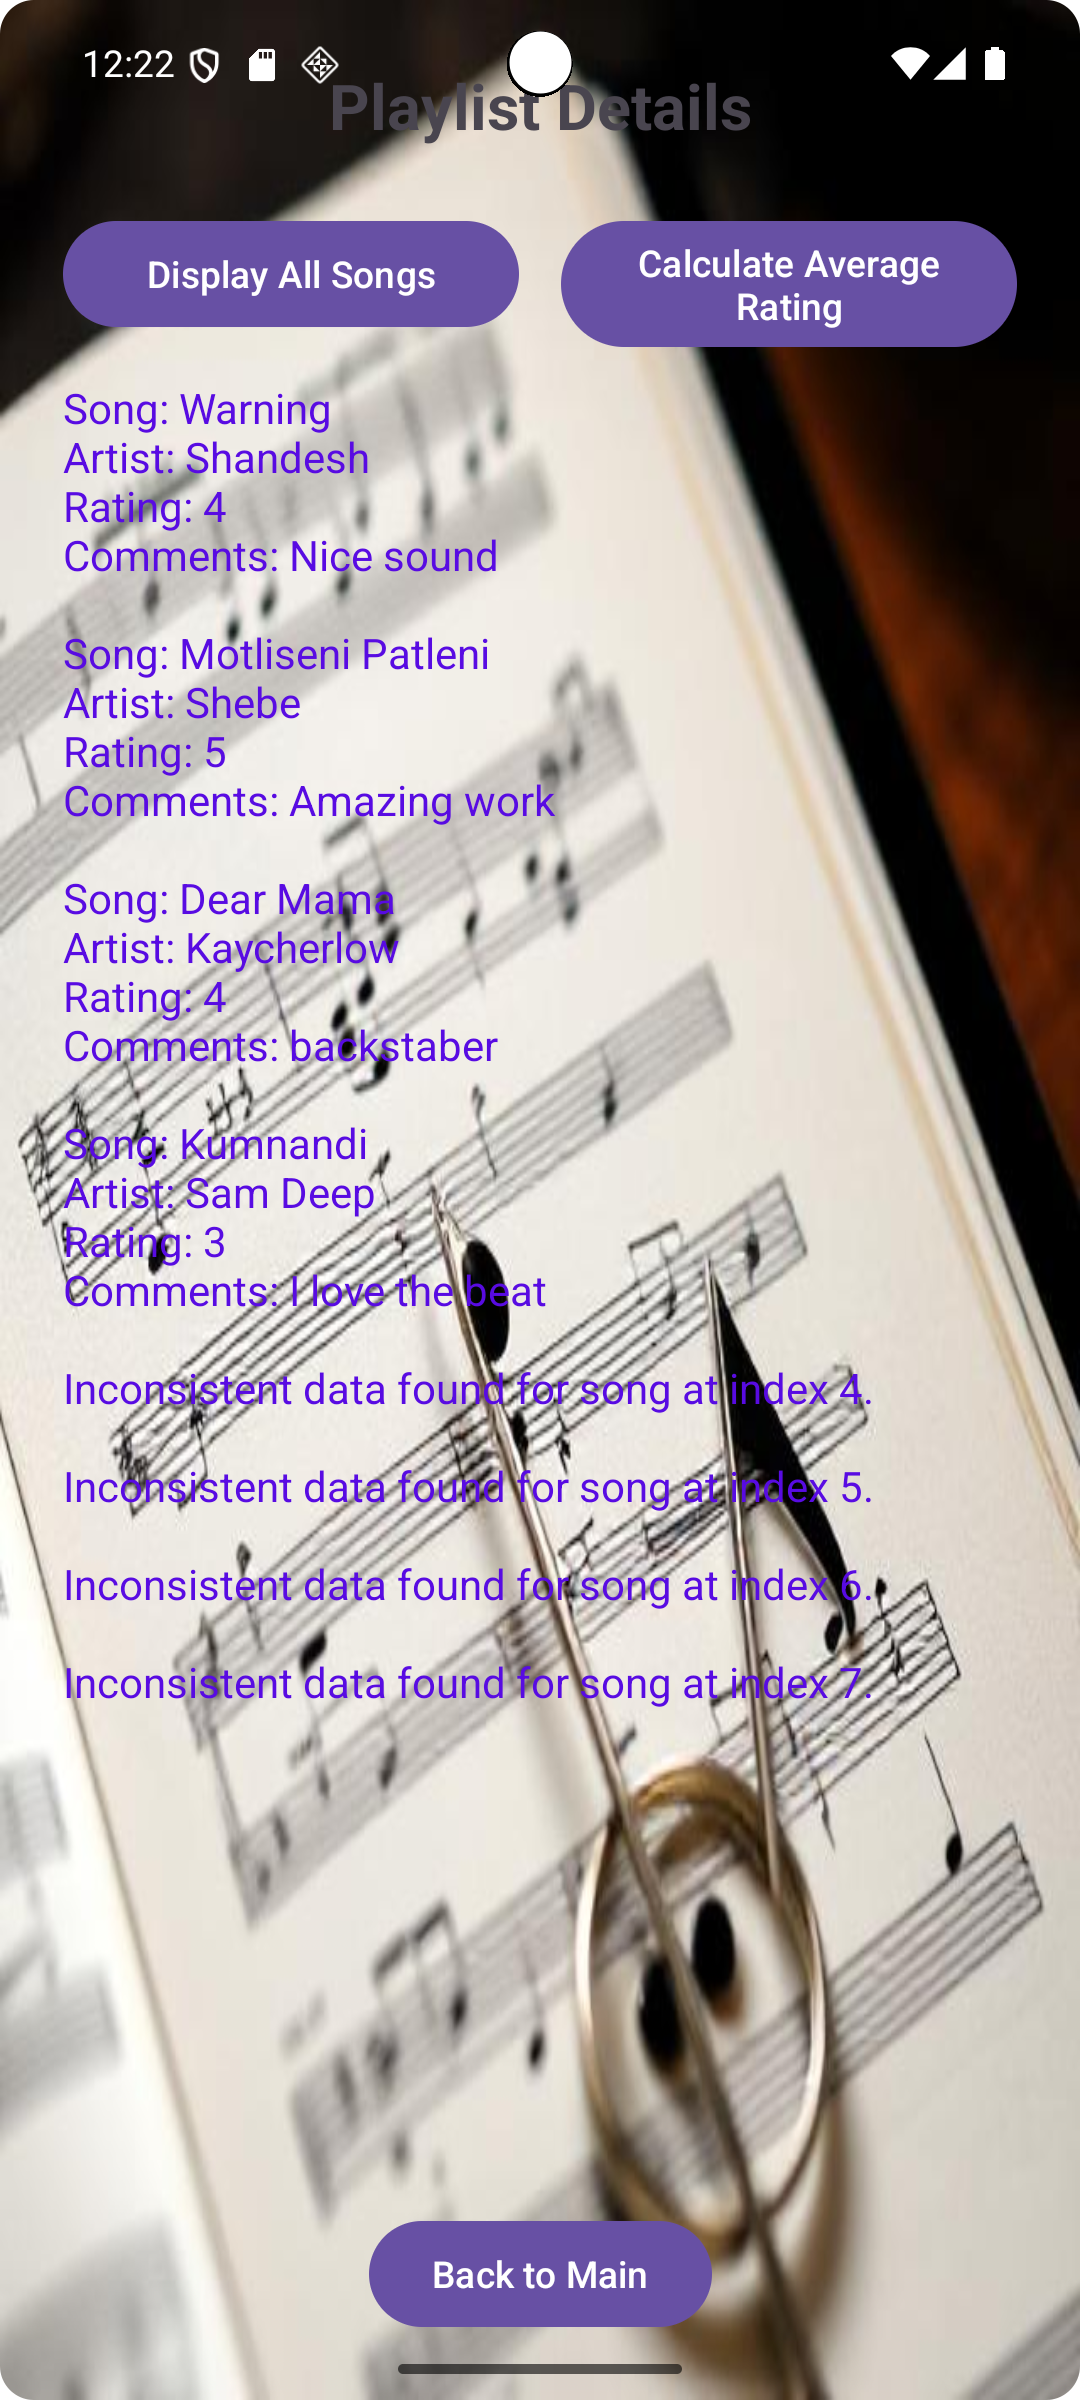 12:22
Playlist Details
Display All Songs
Calculate Average
Rating
Song: Warning
Artist: Shandesh
Rating: 4
Comments: Nice sound
Song: Motliseni Patleni
Artist: Shebe
Rating: 5
Comments: Amazing work
Song: Dear Mama
Artist: Kaycherlow
Rating: 4
Comments: backstaber
Song: Kumnandi
Artist: Sam Deep
Rating: 3
Comments: I love the beat
Inconsistent data found for song at index 4.
Inconsistent data found for song at index 5.
Inconsistent data found for song at index 6.
Inconsistent data found for song at index 7.
Back to Main